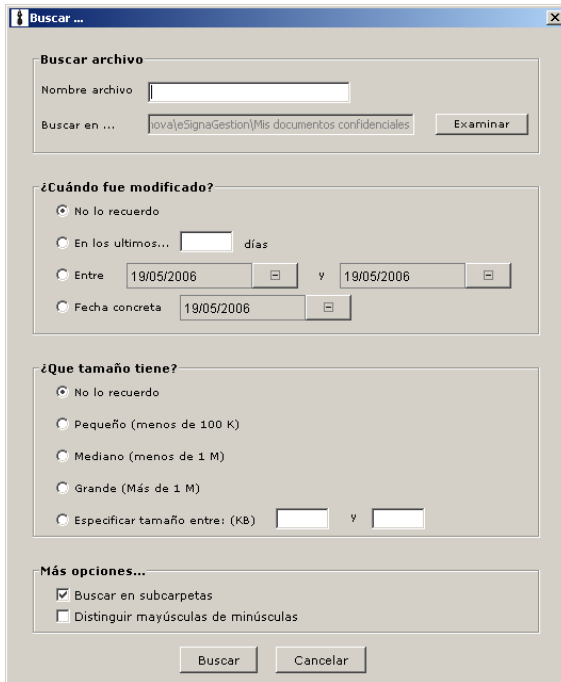 Buscar ...
Buscar archivo
Nombre archivo
Buscar en ... nova\eSignaGestion\Mis documentos confidenciales Examinar
¿Cuándo fue modificado?
No lo recuerdo
En los ultimos... días
Entre 19/05/2006 y 19/05/2006
Fecha concreta 19/05/2006
¿Que tamaño tiene?
No lo recuerdo
Pequeño (menos de 100 K)
Mediano (menos de 1 M)
Grande (Más de 1 M)
Especificar tamaño entre: (KB) y
Más opciones...
Buscar en subcarpetas
Distinguir mayúsculas de minúsculas
Buscar Cancelar